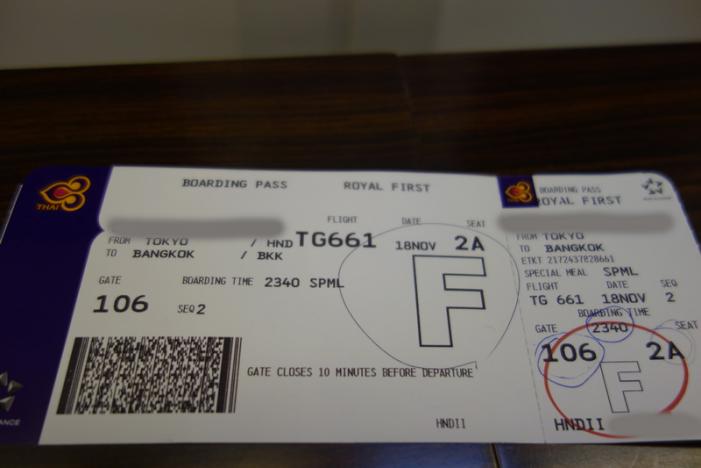 THAI
BOARDING PASS ROYAL FIRST
FLIGHT DATE SEAT
FROM TOKYO / HND TG661 18NOV 2A
TO BANGKOK / BKK
F
GATE BOARDING TIME 2340 SPML
106 SEQ 2
GATE CLOSES 10 MINUTES BEFORE DEPARTURE
HNDII
BOARDING PASS
ROYAL FIRST
FROM TOKYO
TO BANGKOK
ETKT 2172437828661
SPECIAL MEAL SPML
FLIGHT DATE SEQ
TG 661 18NOV 2
BOARDING TIME
GATE 2340 SEAT
106 2A
F
HNDII